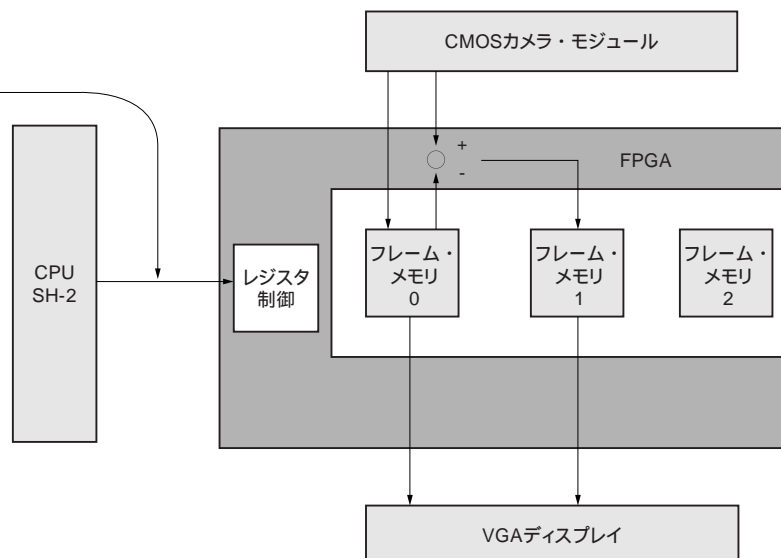 CMOSカメラ・モジュール
+
-
FPGA
CPU
SH-2
レジスタ
制御
フレーム・
メモリ
0
フレーム・
メモリ
1
フレーム・
メモリ
2
VGAディスプレイ